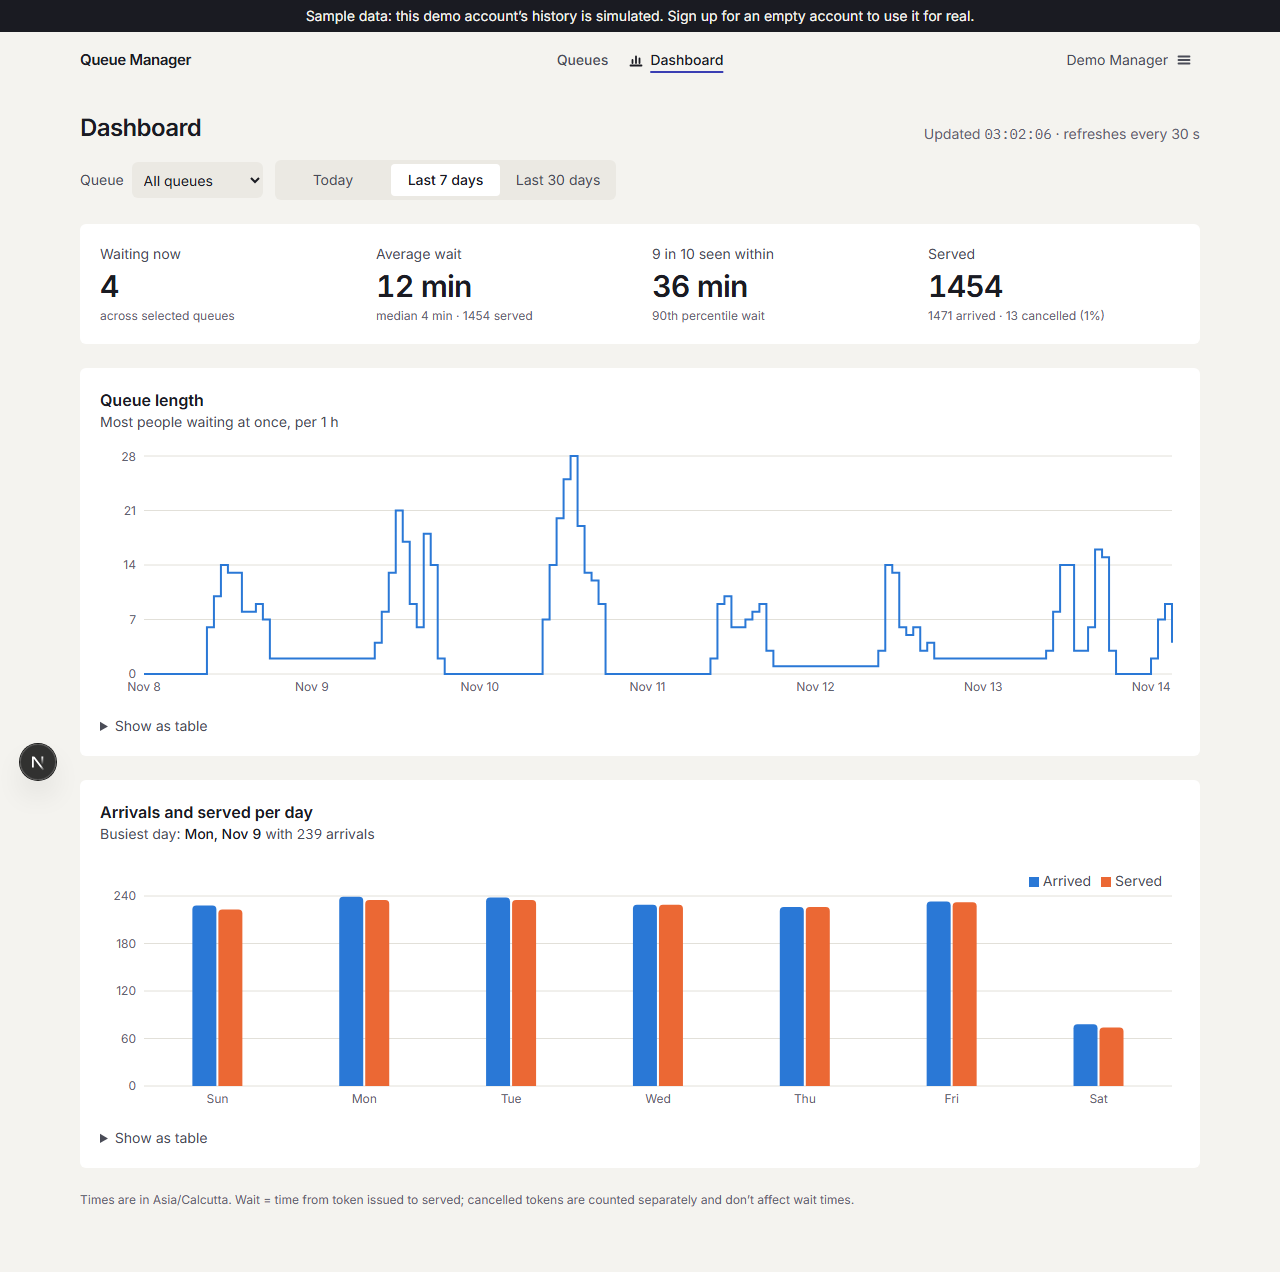 Sample data: this demo account's history is simulated. Sign up for an empty account to use it for real.
Queue Manager
Queues
Dashboard
Demo Manager
Dashboard
Updated 03:02:06 · refreshes every 30 s
Queue
All queues
Today
Last 7 days
Last 30 days
Waiting now
4
across selected queues
Average wait
12 min
median 4 min · 1454 served
9 in 10 seen within
36 min
90th percentile wait
Served
1454
1471 arrived · 13 cancelled (1%)
Queue length
Most people waiting at once, per 1 h
28
21
14
7
0
Nov 8
Nov 9
Nov 10
Nov 11
Nov 12
Nov 13
Nov 14
Show as table
N
Arrivals and served per day
Busiest day: Mon, Nov 9 with 239 arrivals
Arrived
Served
240
180
120
60
0
Sun
Mon
Tue
Wed
Thu
Fri
Sat
Show as table
Times are in Asia/Calcutta. Wait = time from token issued to served; cancelled tokens are counted separately and don't affect wait times.